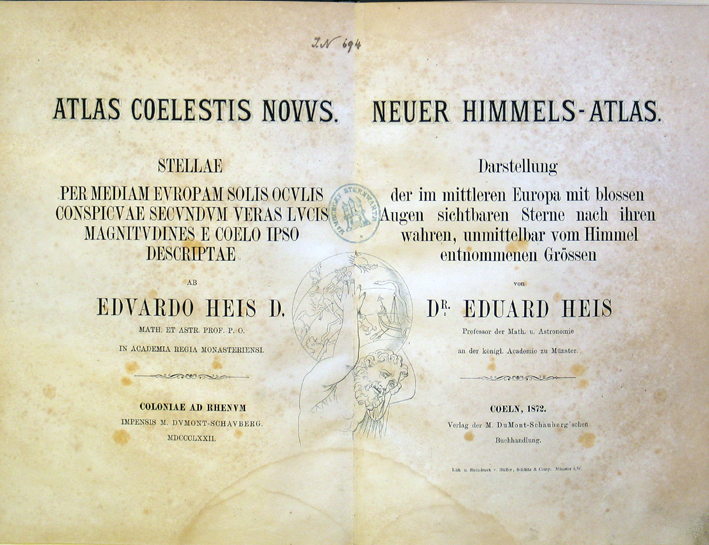 I.N 694
ATLAS COELESTIS NOVVS.
STELLAE
PER MEDIAM EVROPAM SOLIS OCVLIS
CONSPICVAE SECVNDVM VERAS LVCIS
MAGNITVDINES E COELO IPSO
DESCRIPTAE
AB
EDVARDO HEIS D.
MATH. ET ASTR. PROF. P. O.
IN ACADEMIA REGIA MONASTERIENSI.
COLONIAE AD RHENVM
IMPENSIS M. DVMONT-SCHAVBERG.
MDCCCLXXII.
NEUER HIMMELS-ATLAS.
Darstellung
der im mittleren Europa mit blossen
Augen sichtbaren Sterne nach ihren
wahren, unmittelbar vom Himmel
entnommenen Grössen
von
DR. EDUARD HEIS
Professor der Math. u. Astronomie
an der königl. Academie zu Münster.
COELN, 1872.
Verlag der M. DuMont-Schauberg'schen
Buchhandlung.